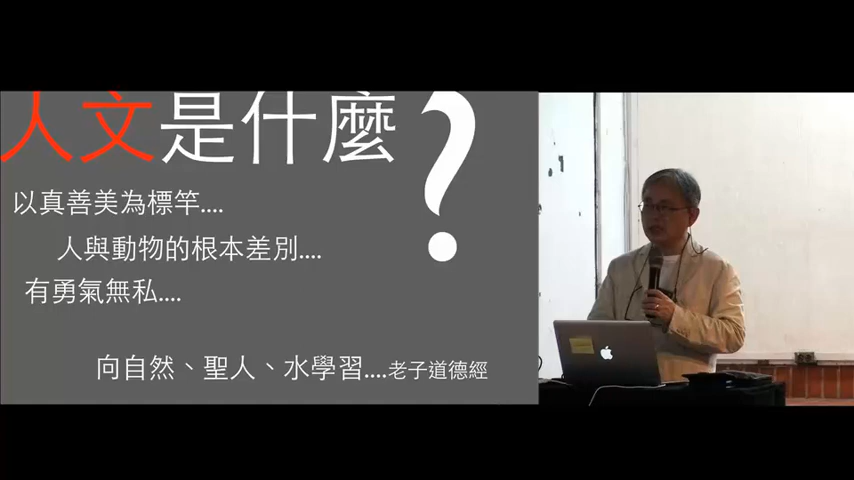 人文是什麼?
以真善美為標竿....
人與動物的根本差別....
有勇氣無私....
向自然、聖人、水學習....老子道德經